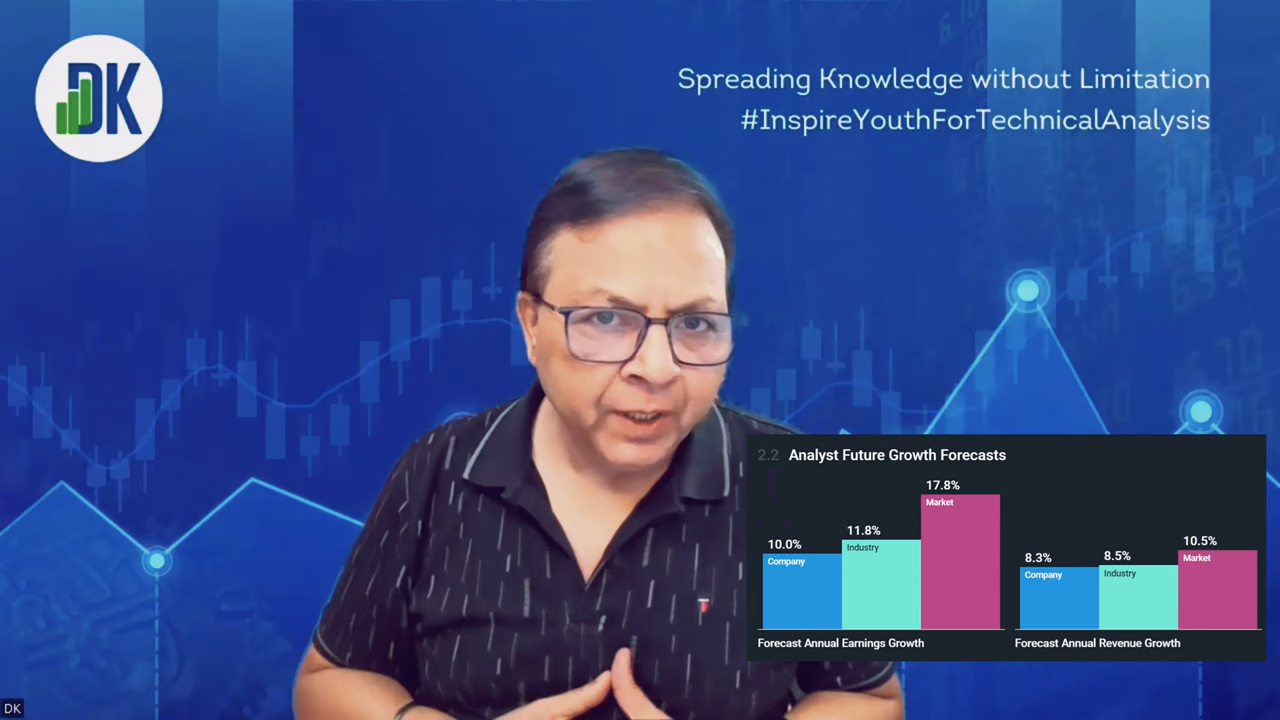 DK
Spreading Knowledge without Limitation
#InspireYouthForTechnicalAnalysis
2.2 Analyst Future Growth Forecasts
10.0%
Company
11.8%
Industry
17.8%
Market
Forecast Annual Earnings Growth
8.3%
Company
8.5%
Industry
10.5%
Market
Forecast Annual Revenue Growth
DK